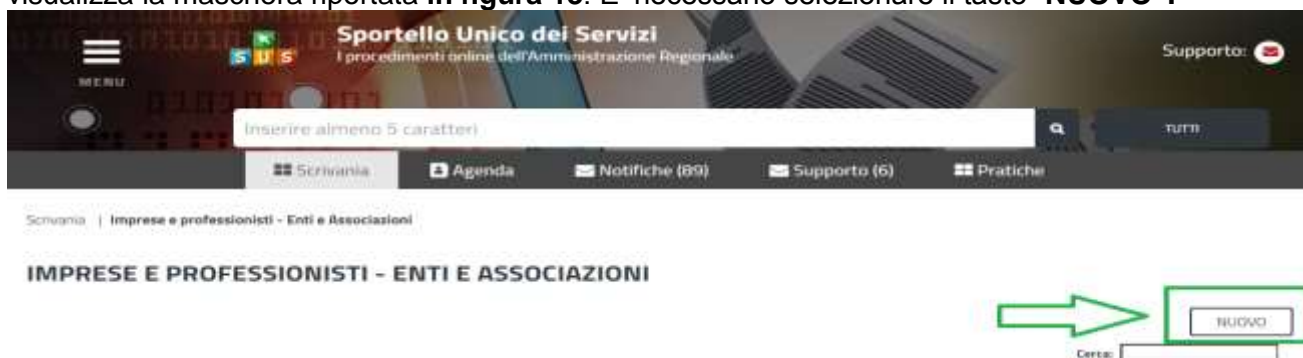 visualizza la maschera riportata in figura 13. E' necessario selezionare il tasto "NUOVO".
Sportello Unico dei Servizi
I procedimenti online dell'Amministrazione Regionale
SUS
Supporto:
MENU
Inserire almeno 5 caratteri
TUTTI
Scrivania Agenda Notifiche (89) Supporto (6) Pratiche
Scrivania | Imprese e professionisti - Enti e Associazioni
IMPRESE E PROFESSIONISTI - ENTI E ASSOCIAZIONI
NUOVO
Cerca: